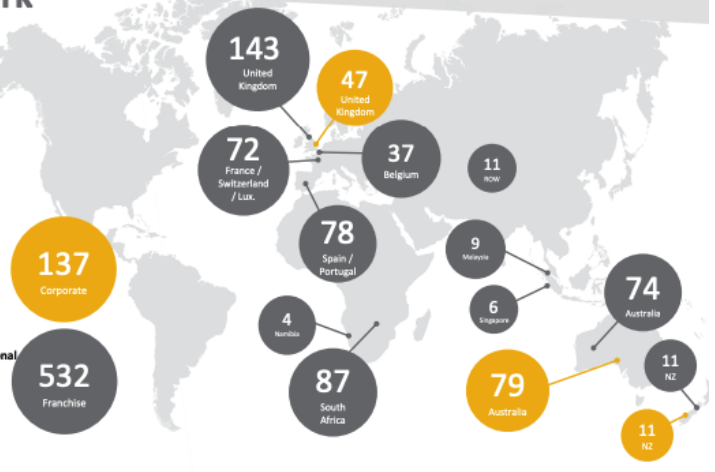 143
United
Kingdom
47
United
Kingdom
72
France /
Switzerland
/ Lux.
37
Belgium
11
ROW
78
Spain /
Portugal
9
Malaysia
6
Singapore
74
Australia
137
Corporate
4
Namibia
87
South
Africa
79
Australia
11
NZ
11
NZ
nal
532
Franchise